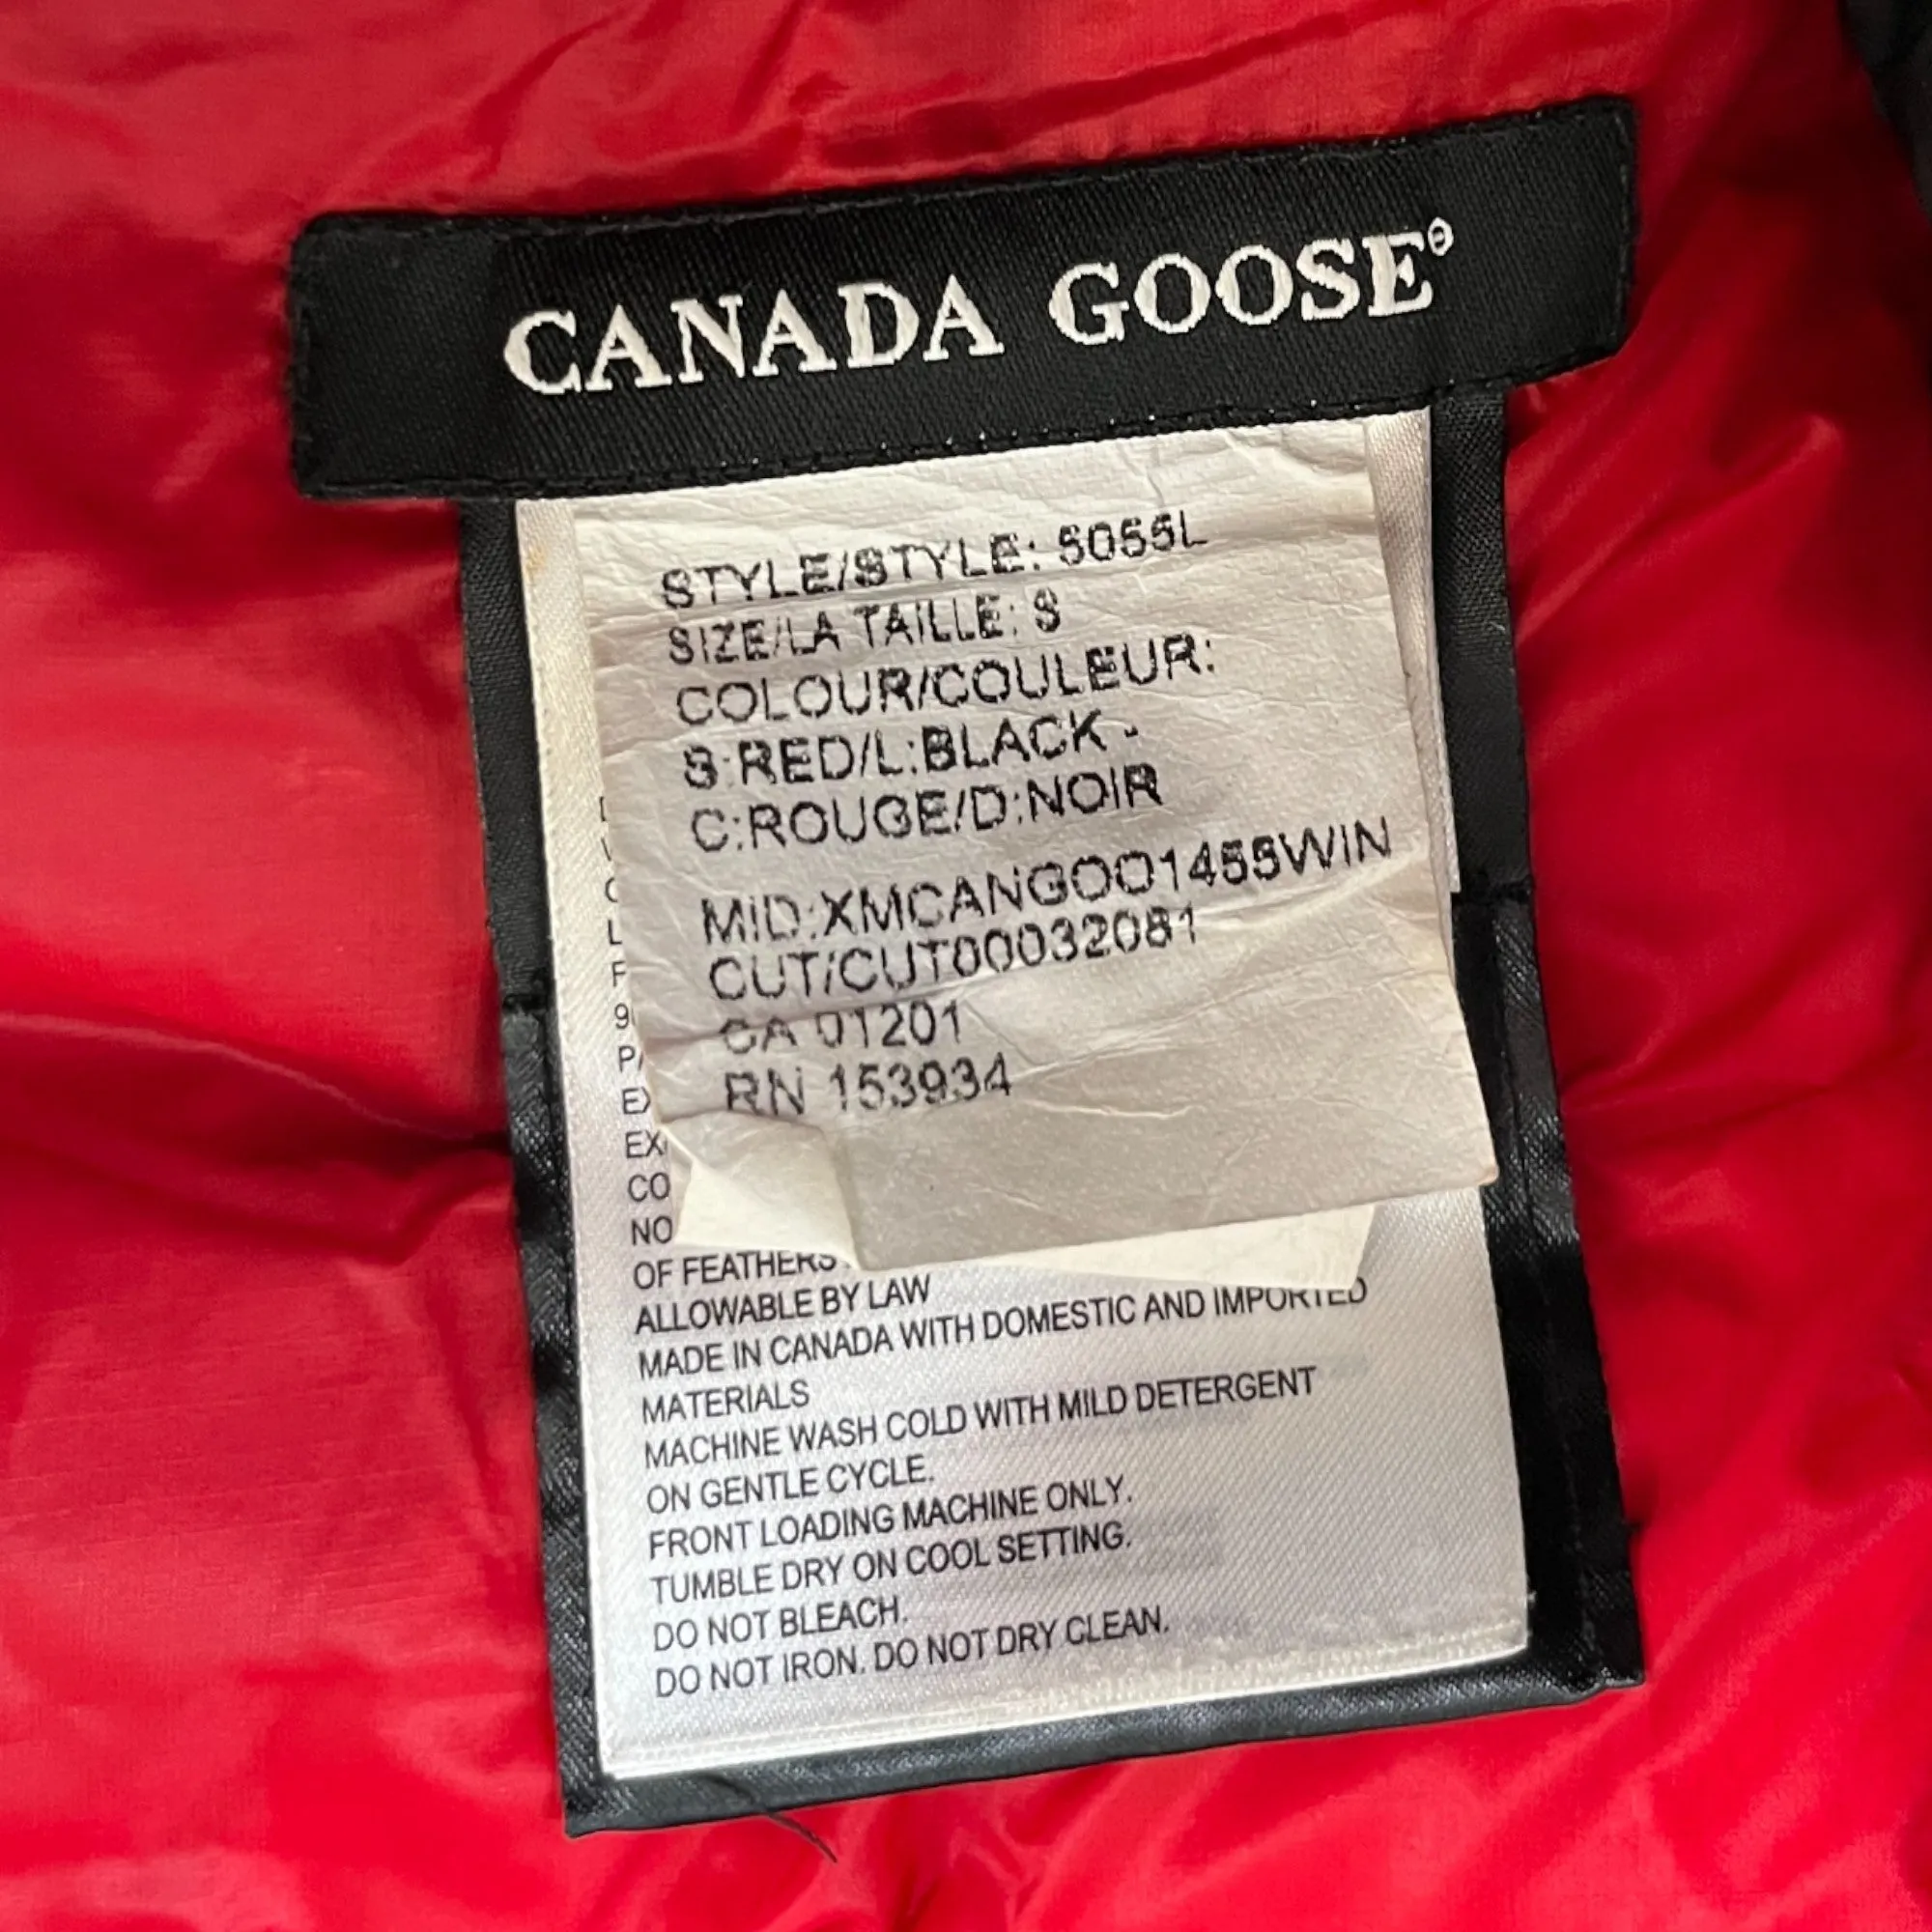 CANADA GOOSE®
STYLE/STYLE: 5055L
SIZE/LA TAILLE: S
COLOUR/COULEUR:
S:RED/L:BLACK -
C:ROUGE/D:NOIR
MID:XMCANGOO1455WIN
CUT/CUT00032081
CA 01201
RN 153934
OF FEATHERS
ALLOWABLE BY LAW
MADE IN CANADA WITH DOMESTIC AND IMPORTED
MATERIALS
MACHINE WASH COLD WITH MILD DETERGENT
ON GENTLE CYCLE.
FRONT LOADING MACHINE ONLY.
TUMBLE DRY ON COOL SETTING.
DO NOT BLEACH.
DO NOT IRON. DO NOT DRY CLEAN.